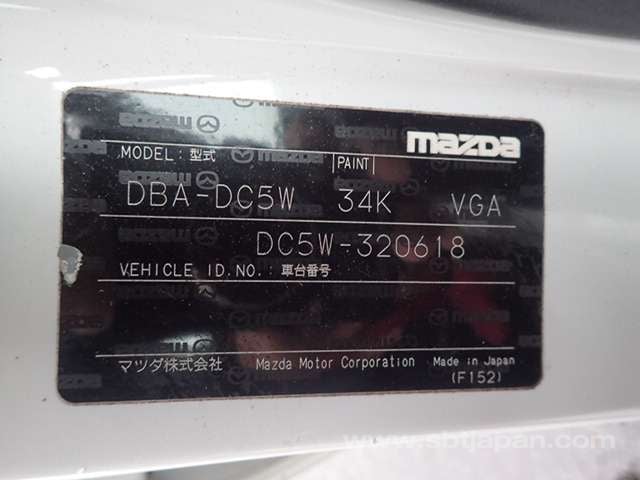 mazda
MODEL: 型式 PAINT
DBA-DC5W 34K VGA
DC5W-320618
VEHICLE ID.NO.: 車台番号
マツダ株式会社 Mazda Motor Corporation Made in Japan
(F152)
www.sbtjapan.com